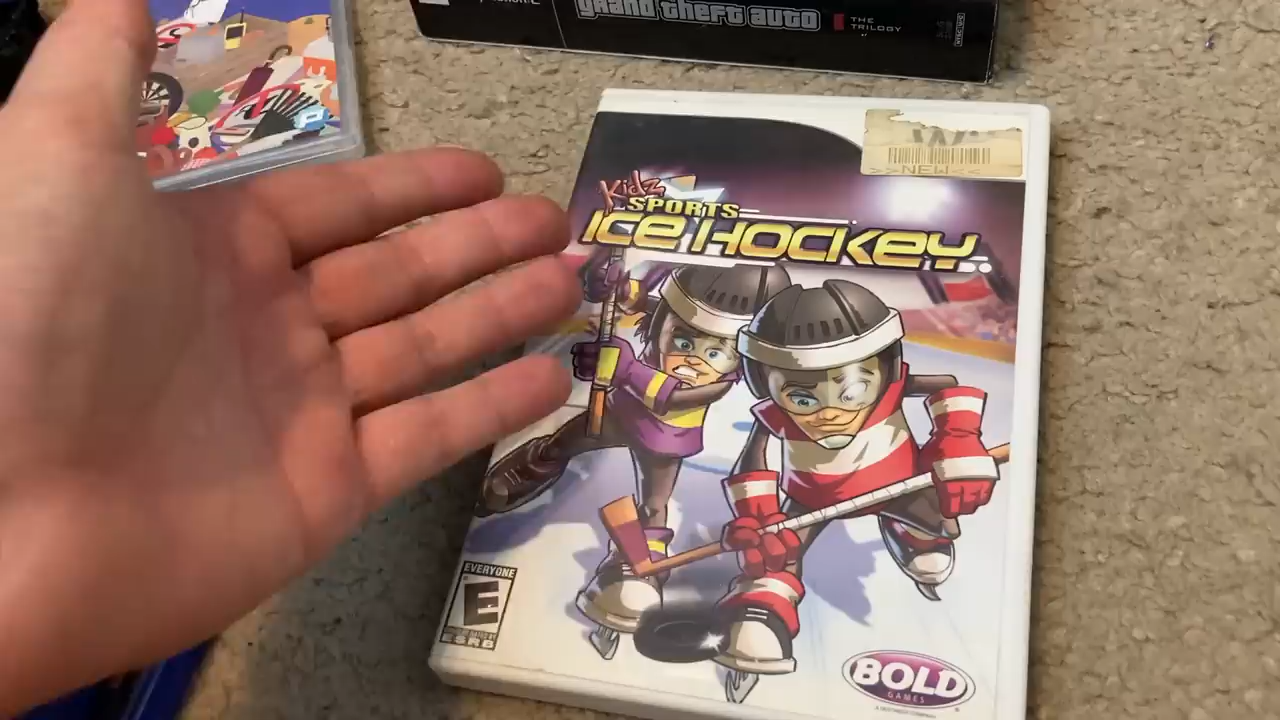 grand theft auto
THE
TRILOGY
>>NEW<<
Kidz
SPORTS
ICE HOCKEY
EVERYONE
E
ESRB
BOLD
GAMES